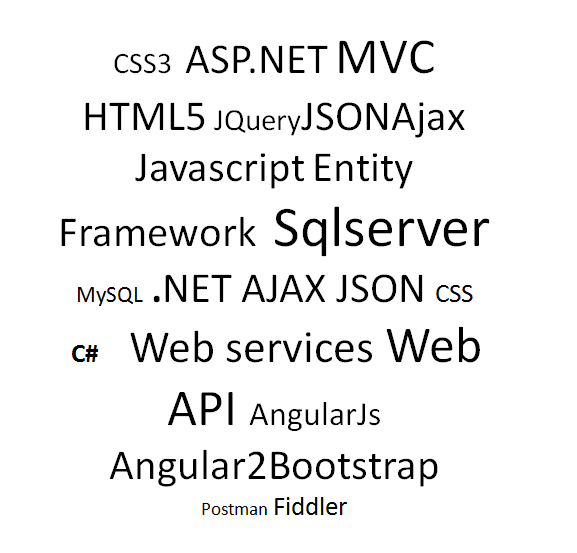 CSS3 ASP.NET MVC
HTML5 JQueryJSONAjax
Javascript Entity
Framework Sqlserver
MySQL .NET AJAX JSON CSS
C# Web services Web
API AngularJs
Angular2Bootstrap
Postman Fiddler